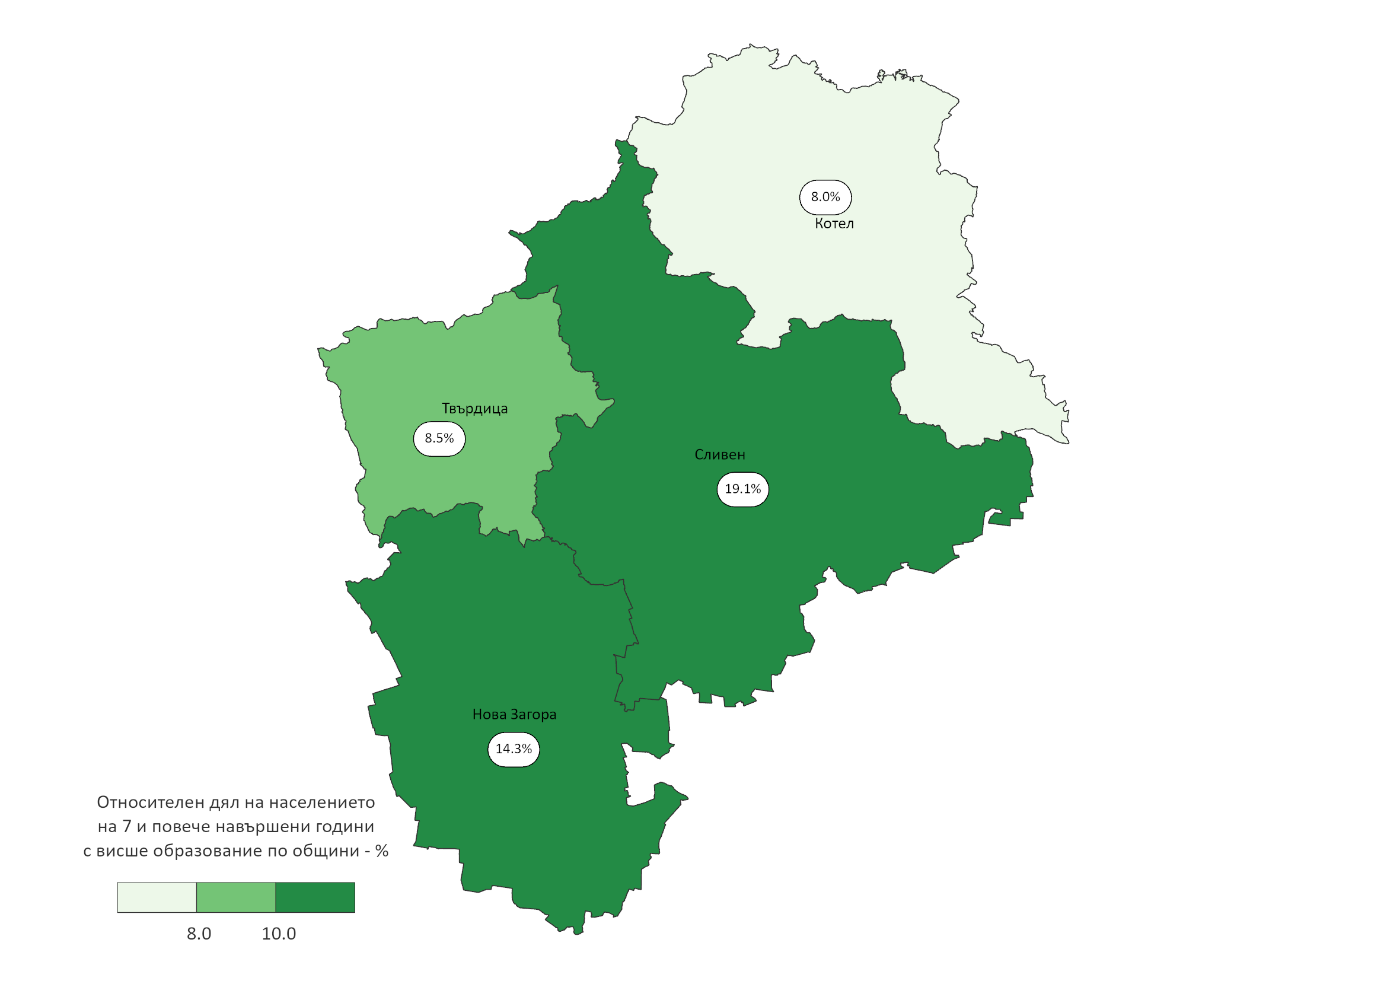 8.0%
Котел
Твърдица
8.5%
Сливен
19.1%
Нова Загора
14.3%
Относителен дял на населението
на 7 и повече навършени години
с висше образование по общини - %
8.0 10.0